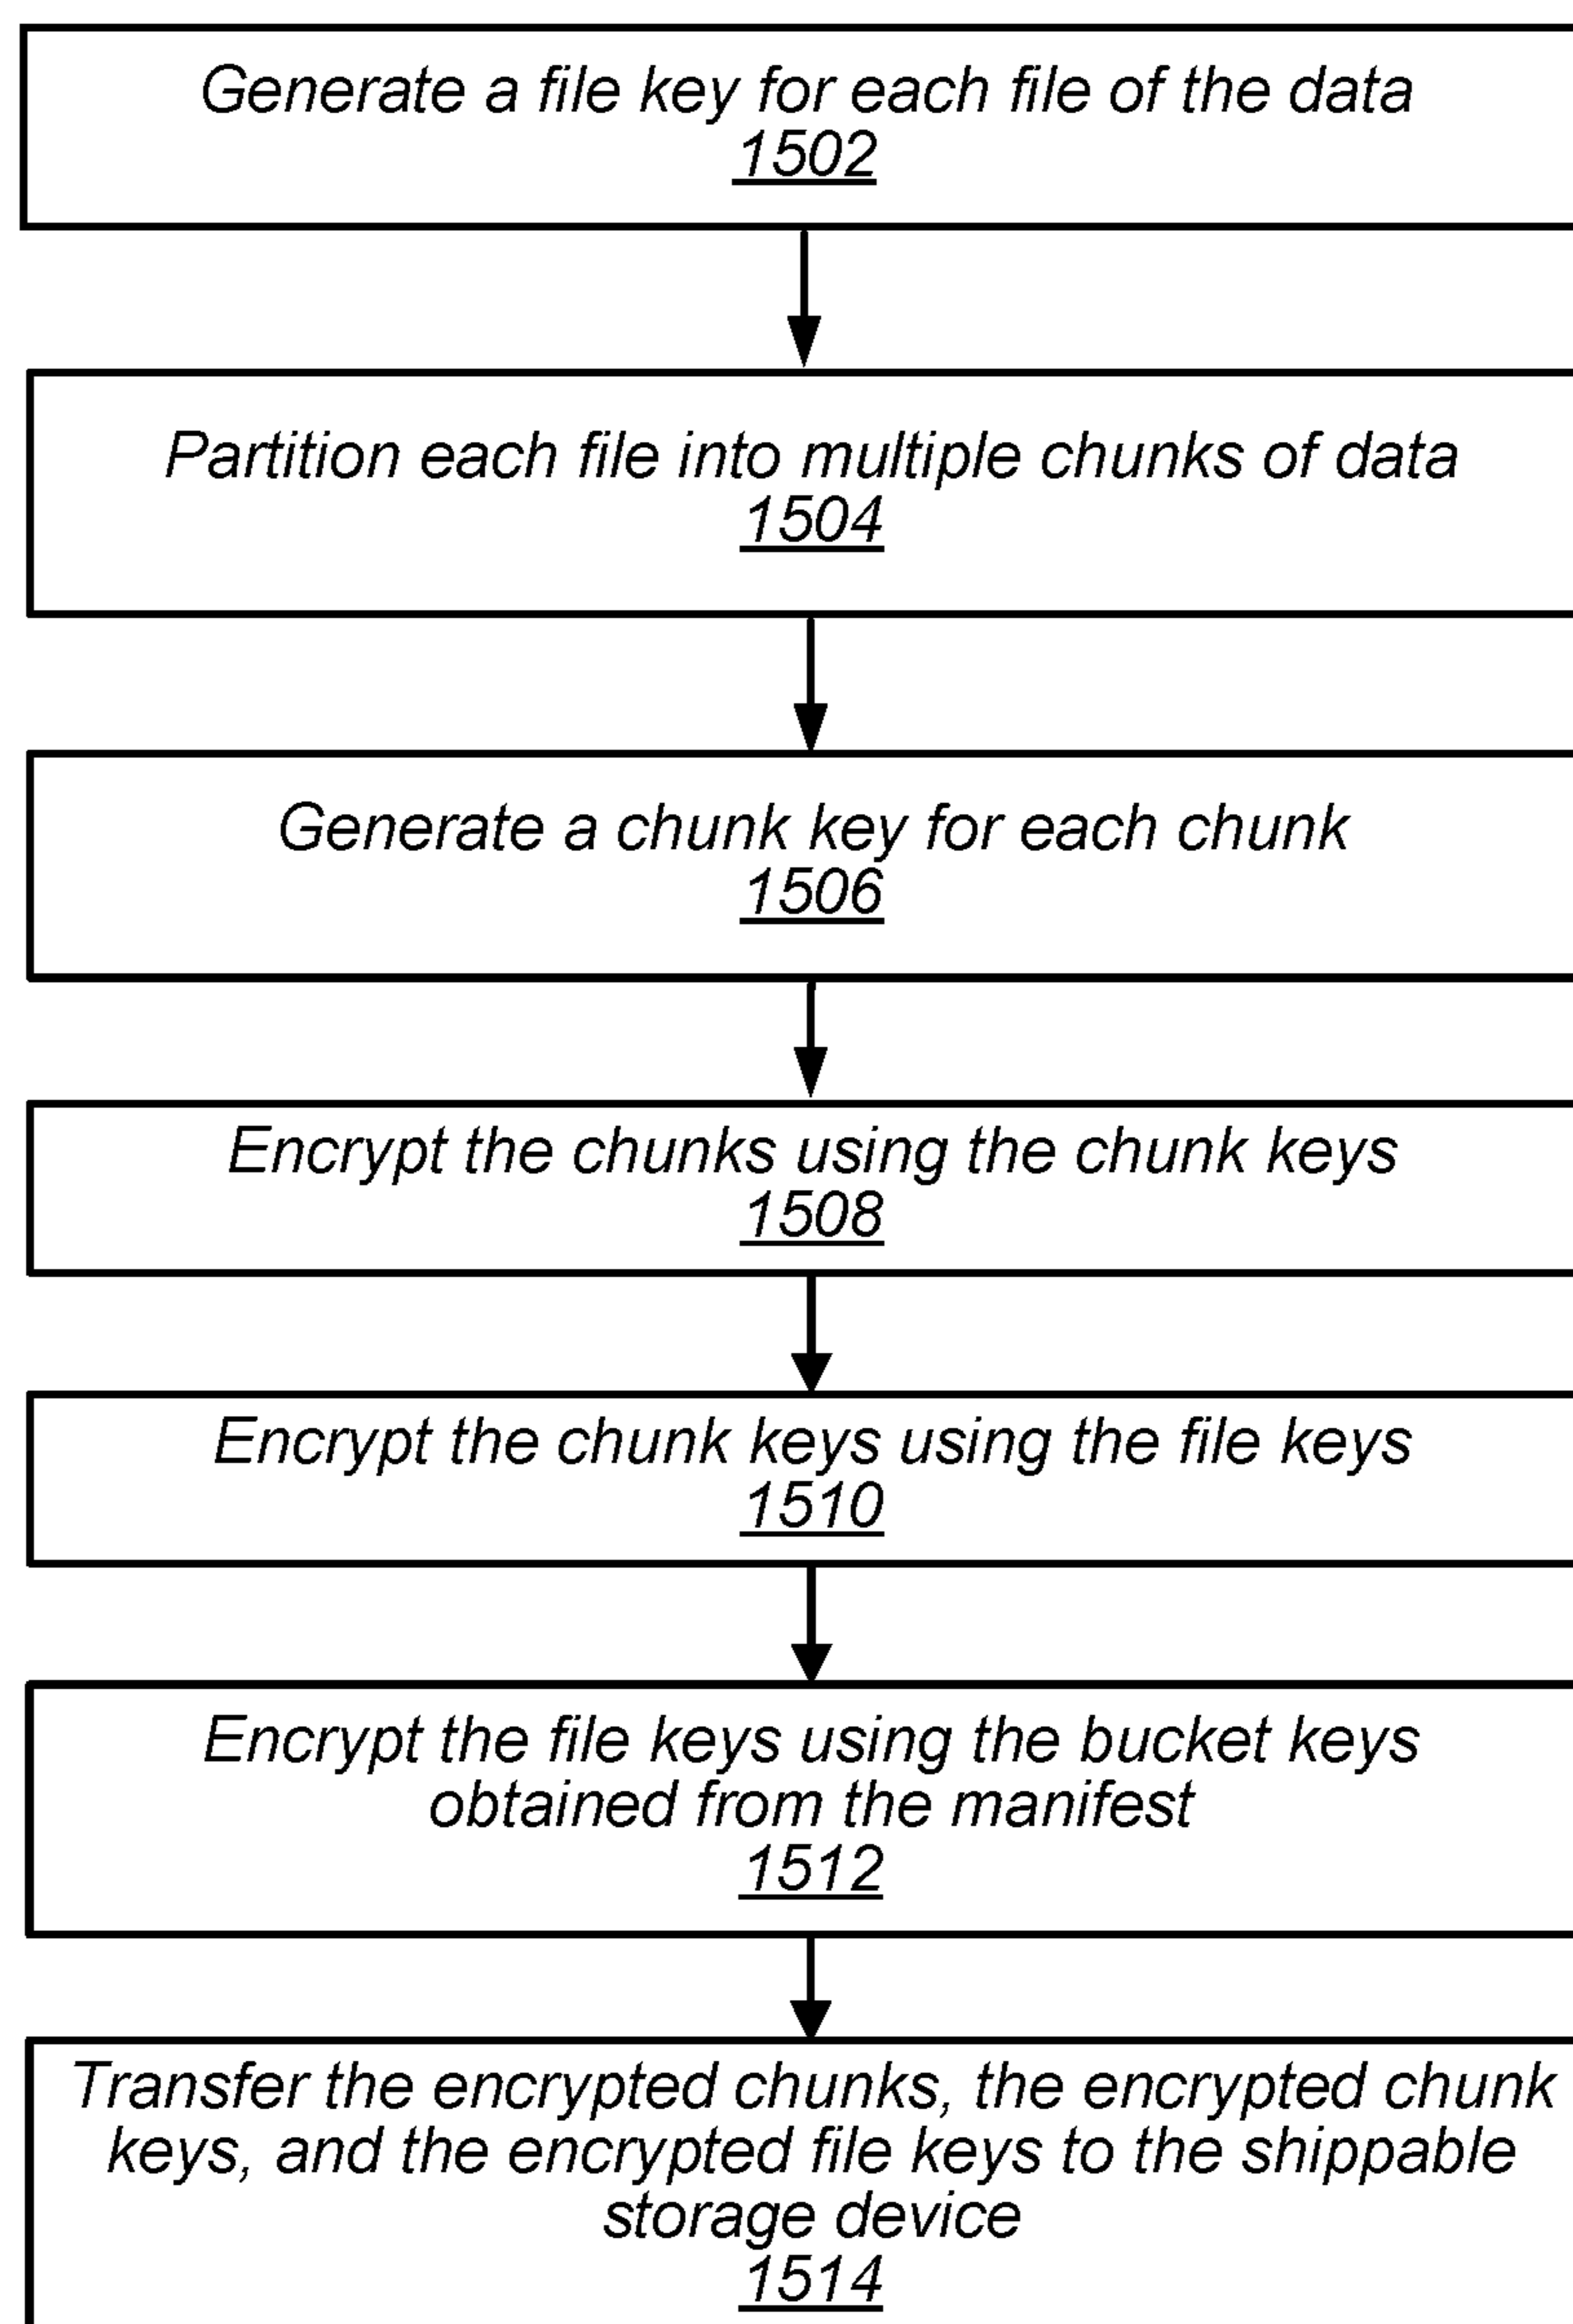 Generate a file key for each file of the data
1502
Partition each file into multiple chunks of data
1504
Generate a chunk key for each chunk
1506
Encrypt the chunks using the chunk keys
1508
Encrypt the chunk keys using the file keys
1510
Encrypt the file keys using the bucket keys
obtained from the manifest
1512
Transfer the encrypted chunks, the encrypted chunk
keys, and the encrypted file keys to the shippable
storage device
1514